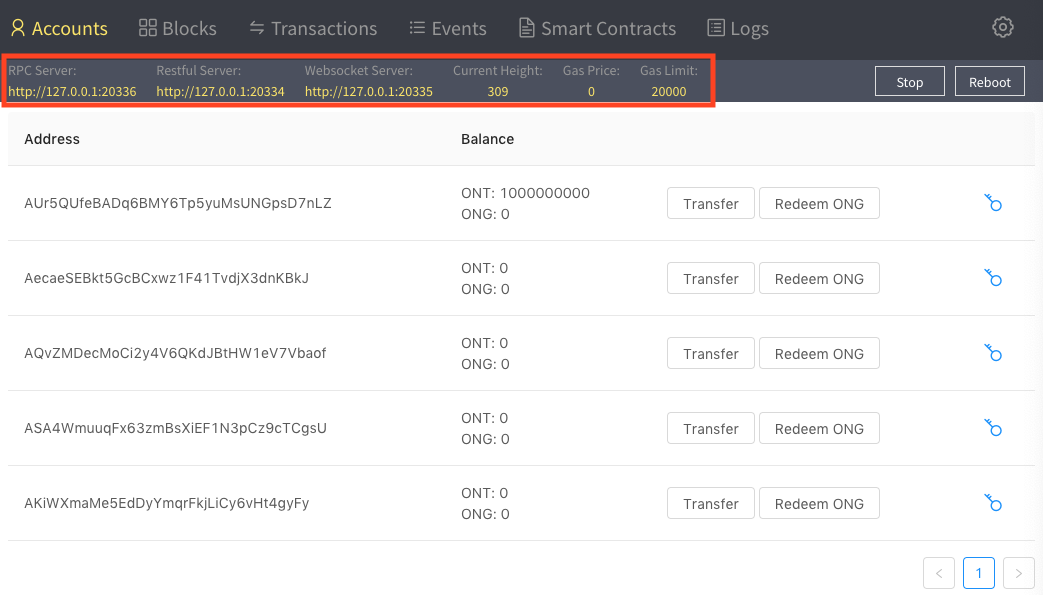 Accounts Blocks Transactions Events Smart Contracts Logs
RPC Server: Restful Server: Websocket Server: Current Height: Gas Price: Gas Limit:
http://127.0.0.1:20336 http://127.0.0.1:20334 http://127.0.0.1:20335 309 0 20000 Stop Reboot
Address Balance
AUr5QUfeBADq6BMY6Tp5yuMsUNGpsD7nLZ ONT: 1000000000
ONG: 0 Transfer Redeem ONG
AecaeSEBkt5GcBCxwz1F41TvdjX3dnKBkJ ONT: 0
ONG: 0 Transfer Redeem ONG
AQvZMDecMoCi2y4V6QKdJBtHW1eV7Vbaof ONT: 0
ONG: 0 Transfer Redeem ONG
ASA4WmuuqFx63zmBsXiEF1N3pCz9cTCgsU ONT: 0
ONG: 0 Transfer Redeem ONG
AKiWXmaMe5EdDyYmqrFkjLiCy6vHt4gyFy ONT: 0
ONG: 0 Transfer Redeem ONG
< 1 >